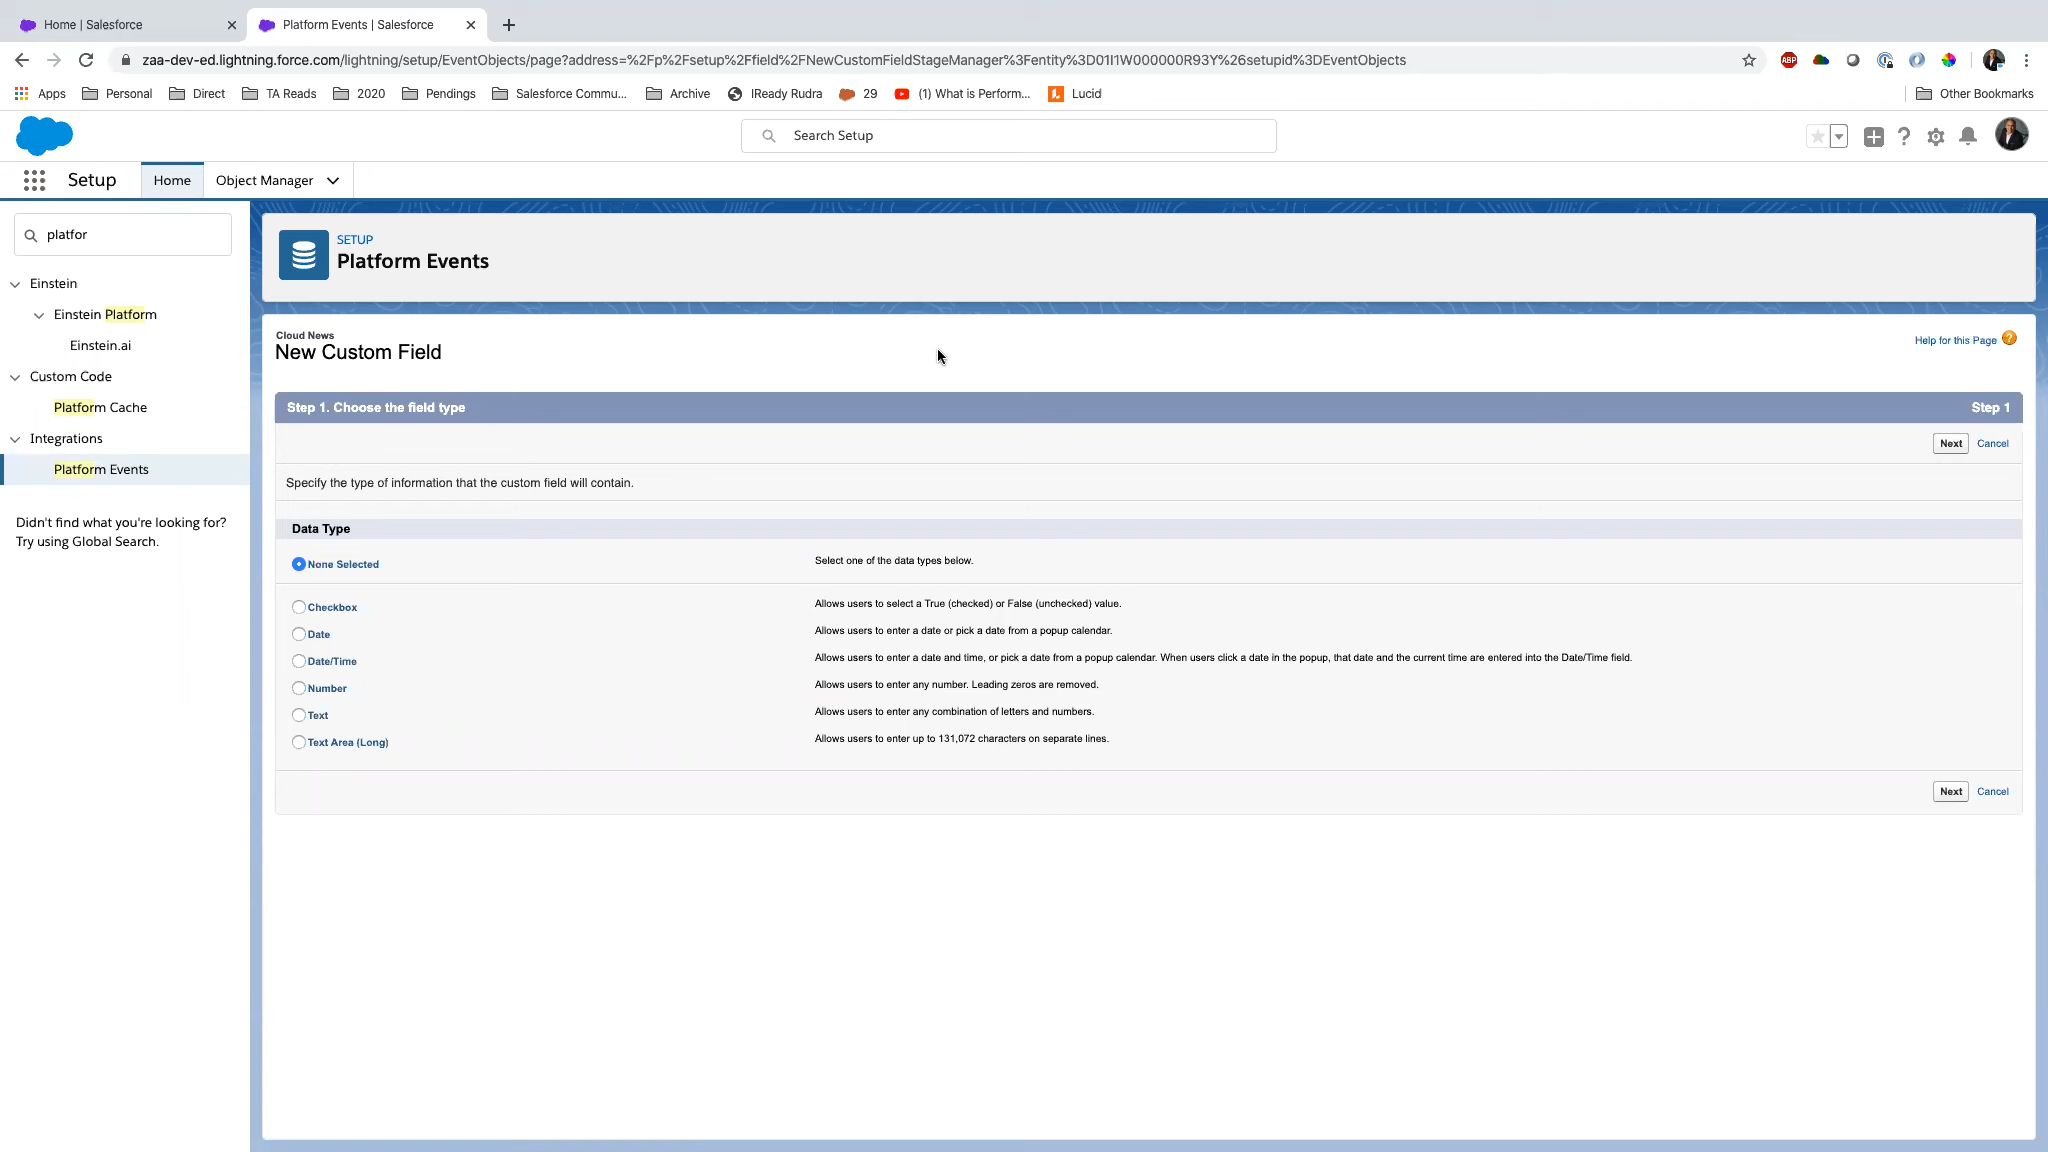 Home | Salesforce
Platform Events | Salesforce
zaa-dev-ed.lightning.force.com/lightning/setup/EventObjects/page?address=%2Fp%2Fsetup%2Ffield%2FNewCustomFieldStageManager%3Fentity%3D01I1W000000R93Y%26setupid%3DEventObjects
ABP
Apps
Personal
Direct
TA Reads
2020
Pendings
Salesforce Commu...
Archive
IReady Rudra
29
(1) What is Perform...
Lucid
Other Bookmarks
Search Setup
Setup
Home
Object Manager
platfor
Einstein
Einstein Platform
Einstein.ai
Custom Code
Platform Cache
Integrations
Platform Events
Didn't find what you're looking for?
Try using Global Search.
SETUP
Platform Events
Cloud News
New Custom Field
Help for this Page
Step 1. Choose the field type
Step 1
Next
Cancel
Specify the type of information that the custom field will contain.
Data Type
None Selected
Select one of the data types below.
Checkbox
Allows users to select a True (checked) or False (unchecked) value.
Date
Allows users to enter a date or pick a date from a popup calendar.
Date/Time
Allows users to enter a date and time, or pick a date from a popup calendar. When users click a date in the popup, that date and the current time are entered into the Date/Time field.
Number
Allows users to enter any number. Leading zeros are removed.
Text
Allows users to enter any combination of letters and numbers.
Text Area (Long)
Allows users to enter up to 131,072 characters on separate lines.
Next
Cancel